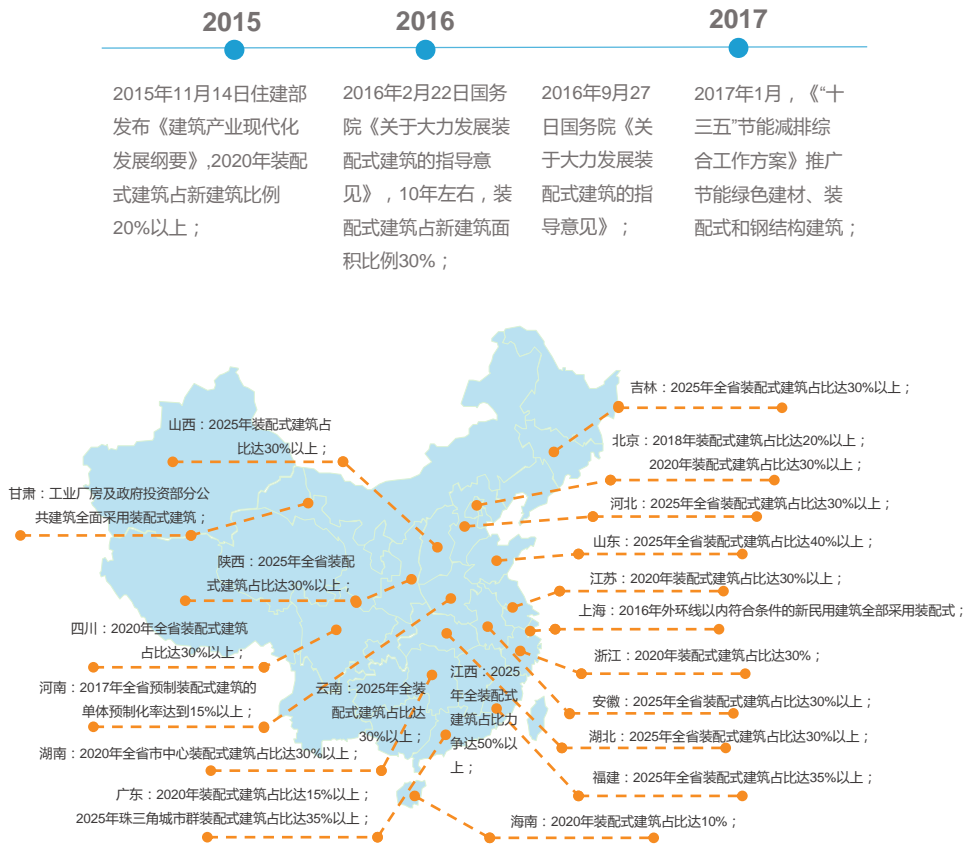 2015
2016
2017
2015年11月14日住建部
发布《建筑产业现代化
发展纲要》,2020年装配
式建筑占新建筑比例
20%以上；
2016年2月22日国务
院《关于大力发展装
配式建筑的指导意
见》，10年左右，装
配式建筑占新建筑面
积比例30%；
2016年9月27
日国务院《关
于大力发展装
配式建筑的指
导意见》；
2017年1月，《“十
三五”节能减排综
合工作方案》推广
节能绿色建材、装
配式和钢结构建筑；
吉林：2025年全省装配式建筑占比达30%以上；
山西：2025年装配式建筑占
比达30%以上；
北京：2018年装配式建筑占比达20%以上；
2020年装配式建筑占比达30%以上；
甘肃：工业厂房及政府投资部分公
共建筑全面采用装配式建筑；
河北：2025年全省装配式建筑占比达30%以上；
山东：2025年全省装配式建筑占比达40%以上；
陕西：2025年全省装配
式建筑占比达30%以上；
江苏：2020年装配式建筑占比达30%以上；
上海：2016年外环线以内符合条件的新民用建筑全部采用装配式；
四川：2020年全省装配式建筑
占比达30%以上；
浙江：2020年装配式建筑占比达30%；
河南：2017年全省预制装配式建筑的
单体预制化率达到15%以上；
云南：2025年全装
配式建筑占比达
30%以上；
江西：2025
年全装配式
建筑占比力
争达50%以
上；
安徽：2025年全省装配式建筑占比达30%以上；
湖北：2025年全省装配式建筑占比达30%以上；
湖南：2020年全省市中心装配式建筑占比达30%以上；
福建：2025年全省装配式建筑占比达35%以上；
广东：2020年装配式建筑占比达15%以上；
2025年珠三角城市群装配式建筑占比达35%以上；
海南：2020年装配式建筑占比达10%；